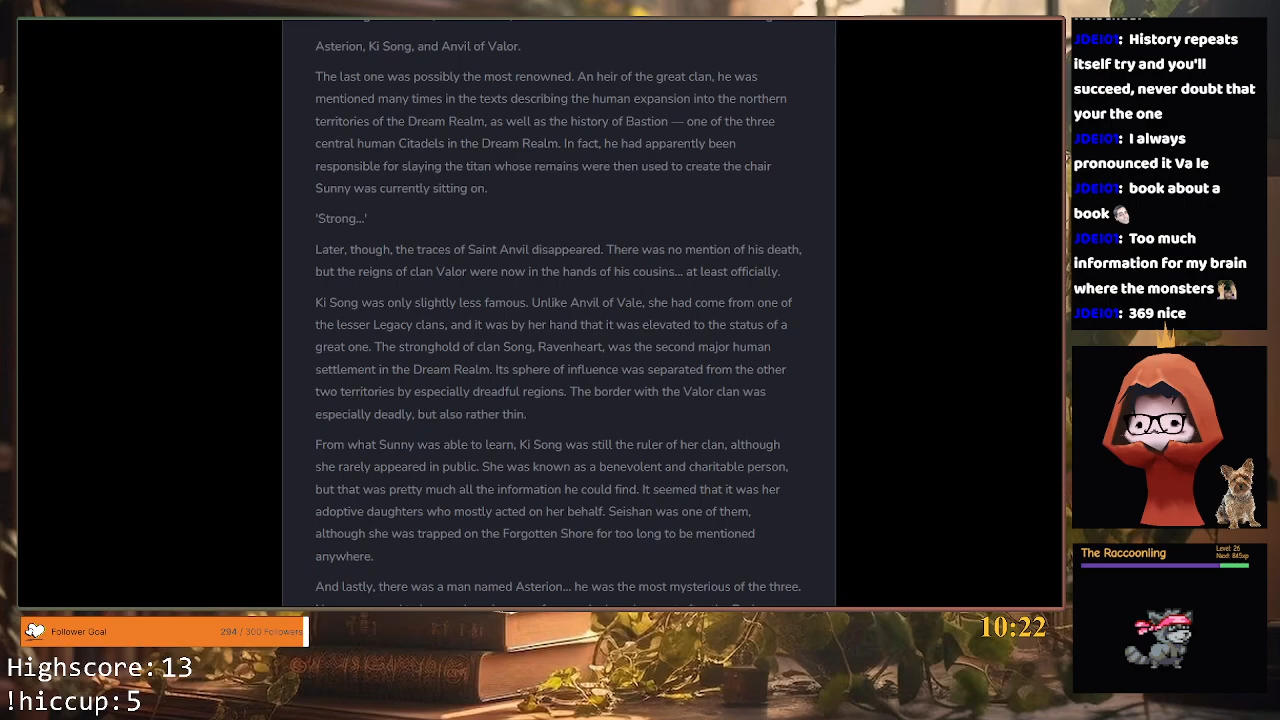 Asterion, Ki Song, and Anvil of Valor.
The last one was possibly the most renowned. An heir of the great clan, he was
mentioned many times in the texts describing the human expansion into the northern
territories of the Dream Realm, as well as the history of Bastion — one of the three
central human Citadels in the Dream Realm. In fact, he had apparently been
responsible for slaying the titan whose remains were then used to create the chair
Sunny was currently sitting on.
'Strong...'
Later, though, the traces of Saint Anvil disappeared. There was no mention of his death,
but the reigns of clan Valor were now in the hands of his cousins... at least officially.
Ki Song was only slightly less famous. Unlike Anvil of Vale, she had come from one of
the lesser Legacy clans, and it was by her hand that it was elevated to the status of a
great one. The stronghold of clan Song, Ravenheart, was the second major human
settlement in the Dream Realm. Its sphere of influence was separated from the other
two territories by especially dreadful regions. The border with the Valor clan was
especially deadly, but also rather thin.
From what Sunny was able to learn, Ki Song was still the ruler of her clan, although
she rarely appeared in public. She was known as a benevolent and charitable person,
but that was pretty much all the information he could find. It seemed that it was her
adoptive daughters who mostly acted on her behalf. Seishan was one of them,
although she was trapped on the Forgotten Shore for too long to be mentioned
anywhere.
And lastly, there was a man named Asterion... he was the most mysterious of the three.
JDEI01: History repeats
itself try and you'll
succeed, never doubt that
your the one
JDEI01: I always
pronounced it Va le
JDEI01: book about a
book
JDEI01: Too much
information for my brain
where the monsters
JDEI01: 369 nice
The Raccoonling
Level: 26
Next: 845xp
Follower Goal
294 / 300 Followers
10:22
Highscore:13
!hiccup:5